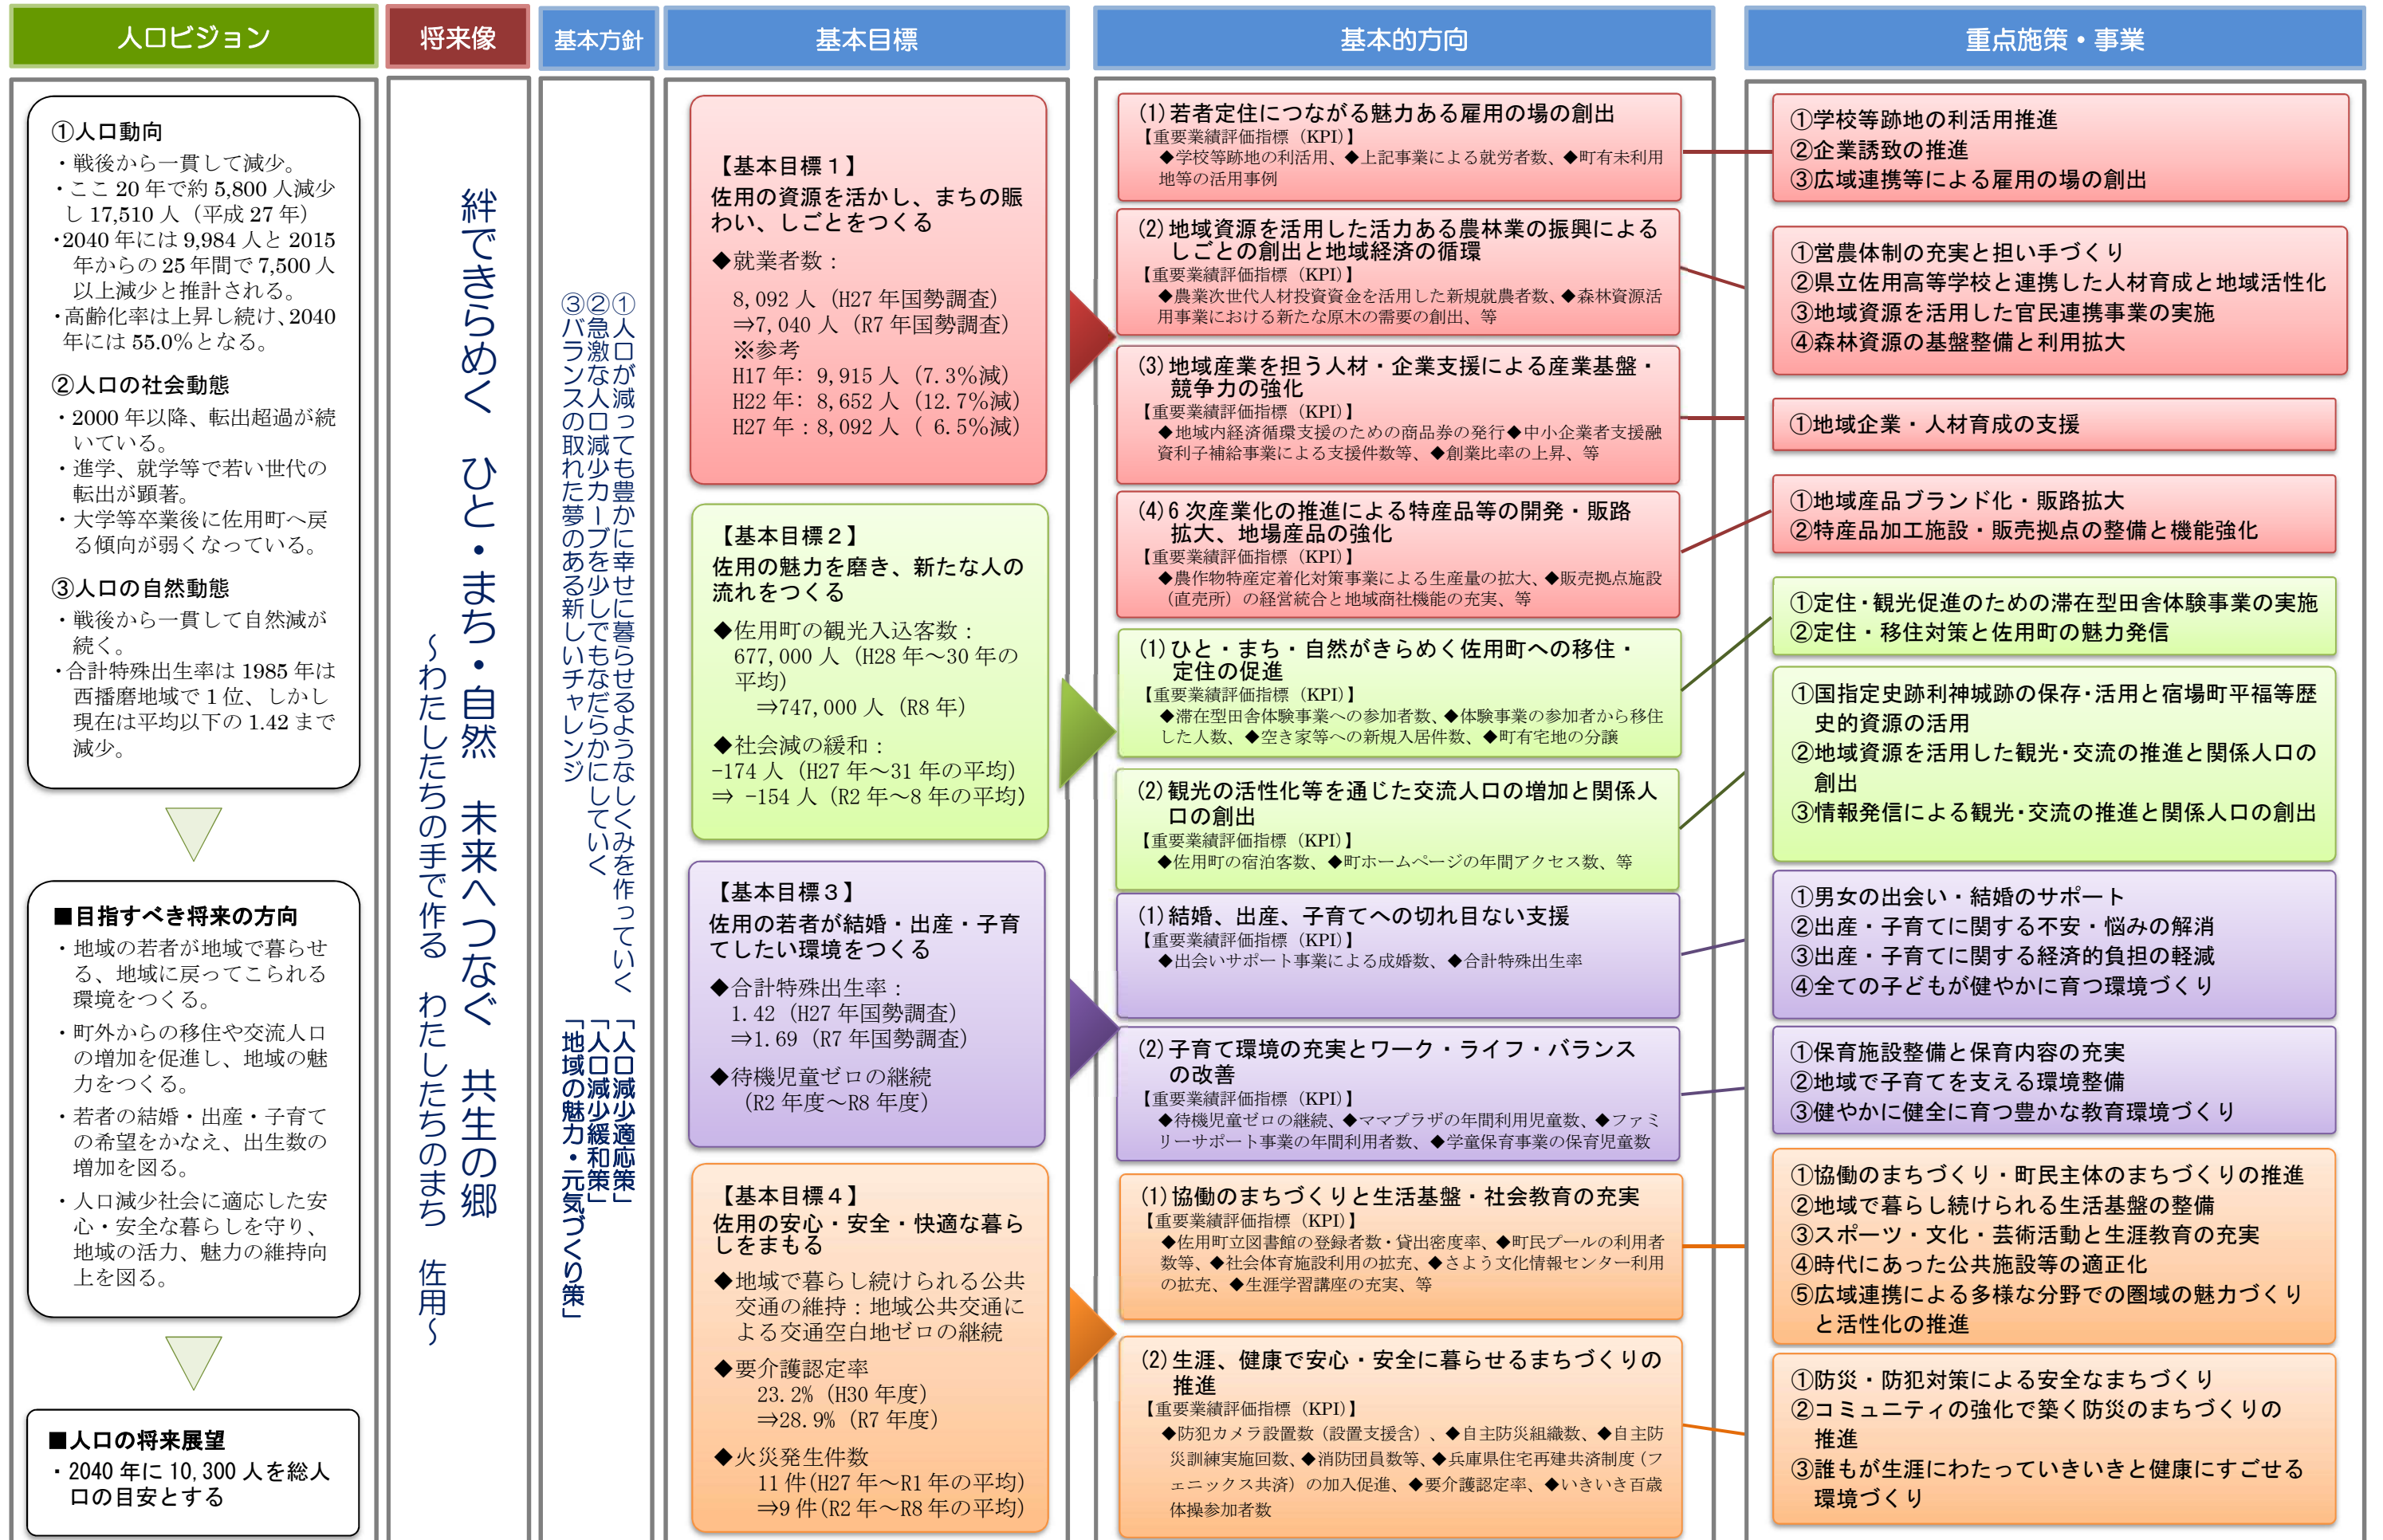 人口ビジョン
将来像
基本方針
基本目標
基本的方向
重点施策・事業
①人口動向
・戦後から一貫して減少。
・ここ 20 年で約 5,800 人減少
し 17,510 人（平成 27 年）
・2040 年には 9,984 人と 2015
年からの 25 年間で 7,500 人
以上減少と推計される。
・高齢化率は上昇し続け、2040
年には 55.0％となる。
②人口の社会動態
・2000 年以降、転出超過が続
いている。
・進学、就学等で若い世代の
転出が顕著。
・大学等卒業後に佐用町へ戻
る傾向が弱くなっている。
③人口の自然動態
・戦後から一貫して自然減が
続く。
・合計特殊出生率は 1985 年は
西播磨地域で 1 位、しかし
現在は平均以下の 1.42 まで
減少。
■目指すべき将来の方向
・地域の若者が地域で暮らせ
る、地域に戻ってこられる
環境をつくる。
・町外からの移住や交流人口
の増加を促進し、地域の魅
力をつくる。
・若者の結婚・出産・子育て
の希望をかなえ、出生数の
増加を図る。
・人口減少社会に適応した安
心・安全な暮らしを守り、
地域の活力、魅力の維持向
上を図る。
■人口の将来展望
・2040 年に 10,300 人を総人
口の目安とする
絆できらめく　ひと・まち・自然　未来へつなぐ　共生の郷
～わたしたちの手で作る　わたしたちのまち　佐用～
①人口が減っても豊かに幸せに暮らせるようなしくみを作っていく　「人口減少適応策」
②急激な人口減少カーブを少しでもなだらかにしていく　「人口減少緩和策」
③バランスの取れた夢のある新しいチャレンジ　「地域の魅力・元気づくり策」
【基本目標１】
佐用の資源を活かし、まちの賑
わい、しごとをつくる
◆就業者数：
8,092 人（H27 年国勢調査）
⇒7,040 人（R7 年国勢調査）
※参考
H17 年：9,915 人（7.3％減）
H22 年：8,652 人（12.7％減）
H27 年：8,092 人（ 6.5％減）
【基本目標２】
佐用の魅力を磨き、新たな人の
流れをつくる
◆佐用町の観光入込客数：
677,000 人（H28 年～30 年の
平均）
⇒747,000 人（R8 年）
◆社会減の緩和：
-174 人（H27 年～31 年の平均）
⇒ -154 人（R2 年～8 年の平均）
【基本目標３】
佐用の若者が結婚・出産・子育
てしたい環境をつくる
◆合計特殊出生率：
1.42（H27 年国勢調査）
⇒1.69（R7 年国勢調査）
◆待機児童ゼロの継続
（R2 年度～R8 年度）
【基本目標４】
佐用の安心・安全・快適な暮ら
しをまもる
◆地域で暮らし続けられる公共
交通の維持：地域公共交通に
よる交通空白地ゼロの継続
◆要介護認定率
23.2%（H30 年度）
⇒28.9%（R7 年度）
◆火災発生件数
11 件(H27 年～R1 年の平均)
⇒9 件(R2 年～R8 年の平均)
(1)若者定住につながる魅力ある雇用の場の創出
【重要業績評価指標（KPI）】
◆学校等跡地の利活用、◆上記事業による就労者数、◆町有未利用
地等の活用事例
(2)地域資源を活用した活力ある農林業の振興による
しごとの創出と地域経済の循環
【重要業績評価指標（KPI）】
◆農業次世代人材投資資金を活用した新規就農者数、◆森林資源活
用事業における新たな原木の需要の創出、等
(3)地域産業を担う人材・企業支援による産業基盤・
競争力の強化
【重要業績評価指標（KPI）】
◆地域内経済循環支援のための商品券の発行◆中小企業者支援融
資利子補給事業による支援件数等、◆創業比率の上昇、等
(4)6 次産業化の推進による特産品等の開発・販路
拡大、地場産品の強化
【重要業績評価指標（KPI）】
◆農作物特産定着化対策事業による生産量の拡大、◆販売拠点施設
（直売所）の経営統合と地域商社機能の充実、等
(1)ひと・まち・自然がきらめく佐用町への移住・
定住の促進
【重要業績評価指標（KPI）】
◆滞在型田舎体験事業への参加者数、◆体験事業の参加者から移住
した人数、◆空き家等への新規入居件数、◆町有宅地の分譲
(2)観光の活性化等を通じた交流人口の増加と関係人
口の創出
【重要業績評価指標（KPI）】
◆佐用町の宿泊客数、◆町ホームページの年間アクセス数、等
(1)結婚、出産、子育てへの切れ目ない支援
【重要業績評価指標（KPI）】
◆出会いサポート事業による成婚数、◆合計特殊出生率
(2)子育て環境の充実とワーク・ライフ・バランス
の改善
【重要業績評価指標（KPI）】
◆待機児童ゼロの継続、◆ママプラザの年間利用児童数、◆ファミ
リーサポート事業の年間利用者数、◆学童保育事業の保育児童数
(1)協働のまちづくりと生活基盤・社会教育の充実
【重要業績評価指標（KPI）】
◆佐用町立図書館の登録者数・貸出密度率、◆町民プールの利用者
数等、◆社会体育施設利用の拡充、◆さよう文化情報センター利用
の拡充、◆生涯学習講座の充実、等
(2)生涯、健康で安心・安全に暮らせるまちづくりの
推進
【重要業績評価指標（KPI）】
◆防犯カメラ設置数（設置支援含）、◆自主防災組織数、◆自主防
災訓練実施回数、◆消防団員数等、◆兵庫県住宅再建共済制度（フ
ェニックス共済）の加入促進、◆要介護認定率、◆いきいき百歳
体操参加者数
①学校等跡地の利活用推進
②企業誘致の推進
③広域連携等による雇用の場の創出
①営農体制の充実と担い手づくり
②県立佐用高等学校と連携した人材育成と地域活性化
③地域資源を活用した官民連携事業の実施
④森林資源の基盤整備と利用拡大
①地域企業・人材育成の支援
①地域産品ブランド化・販路拡大
②特産品加工施設・販売拠点の整備と機能強化
①定住・観光促進のための滞在型田舎体験事業の実施
②定住・移住対策と佐用町の魅力発信
①国指定史跡利神城跡の保存・活用と宿場町平福等歴
史的資源の活用
②地域資源を活用した観光・交流の推進と関係人口の
創出
③情報発信による観光・交流の推進と関係人口の創出
①男女の出会い・結婚のサポート
②出産・子育てに関する不安・悩みの解消
③出産・子育てに関する経済的負担の軽減
④全ての子どもが健やかに育つ環境づくり
①保育施設整備と保育内容の充実
②地域で子育てを支える環境整備
③健やかに健全に育つ豊かな教育環境づくり
①協働のまちづくり・町民主体のまちづくりの推進
②地域で暮らし続けられる生活基盤の整備
③スポーツ・文化・芸術活動と生涯教育の充実
④時代にあった公共施設等の適正化
⑤広域連携による多様な分野での圏域の魅力づくり
と活性化の推進
①防災・防犯対策による安全なまちづくり
②コミュニティの強化で築く防災のまちづくりの
推進
③誰もが生涯にわたっていきいきと健康にすごせる
環境づくり